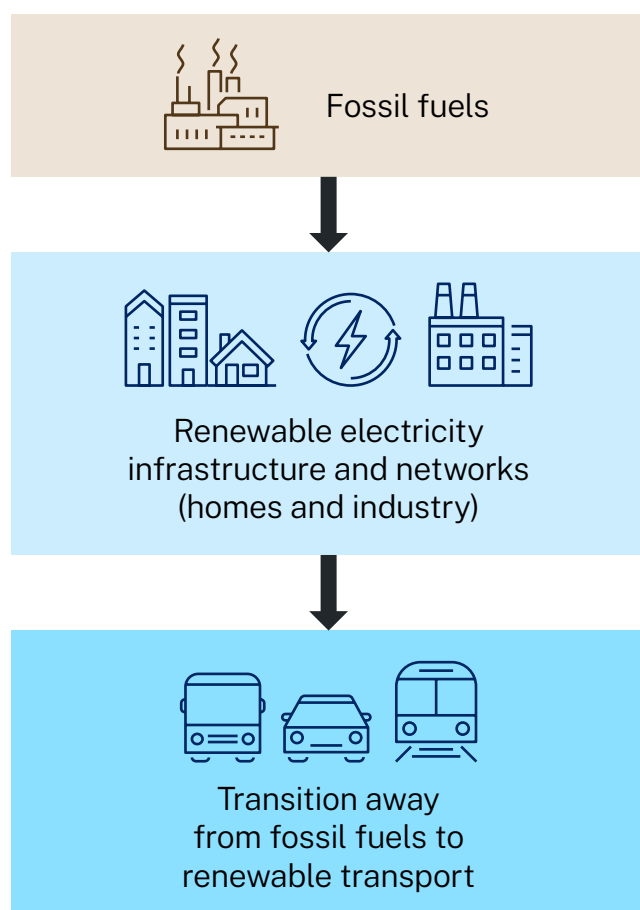 Fossil fuels
Renewable electricity
infrastructure and networks
(homes and industry)
Transition away
from fossil fuels to
renewable transport